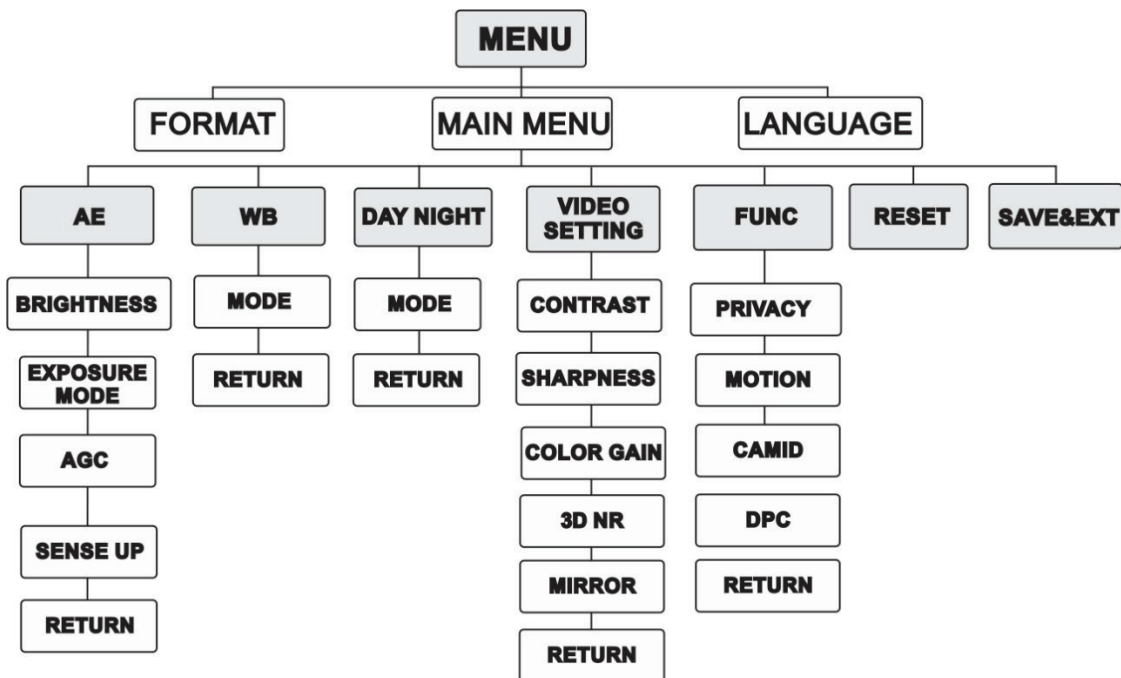 MENU
FORMAT
MAIN MENU
LANGUAGE
AE
WB
DAY NIGHT
VIDEO
SETTING
FUNC
RESET
SAVE&EXT
BRIGHTNESS
EXPOSURE
MODE
AGC
SENSE UP
RETURN
MODE
RETURN
MODE
RETURN
CONTRAST
SHARPNESS
COLOR GAIN
3D NR
MIRROR
RETURN
PRIVACY
MOTION
CAMID
DPC
RETURN